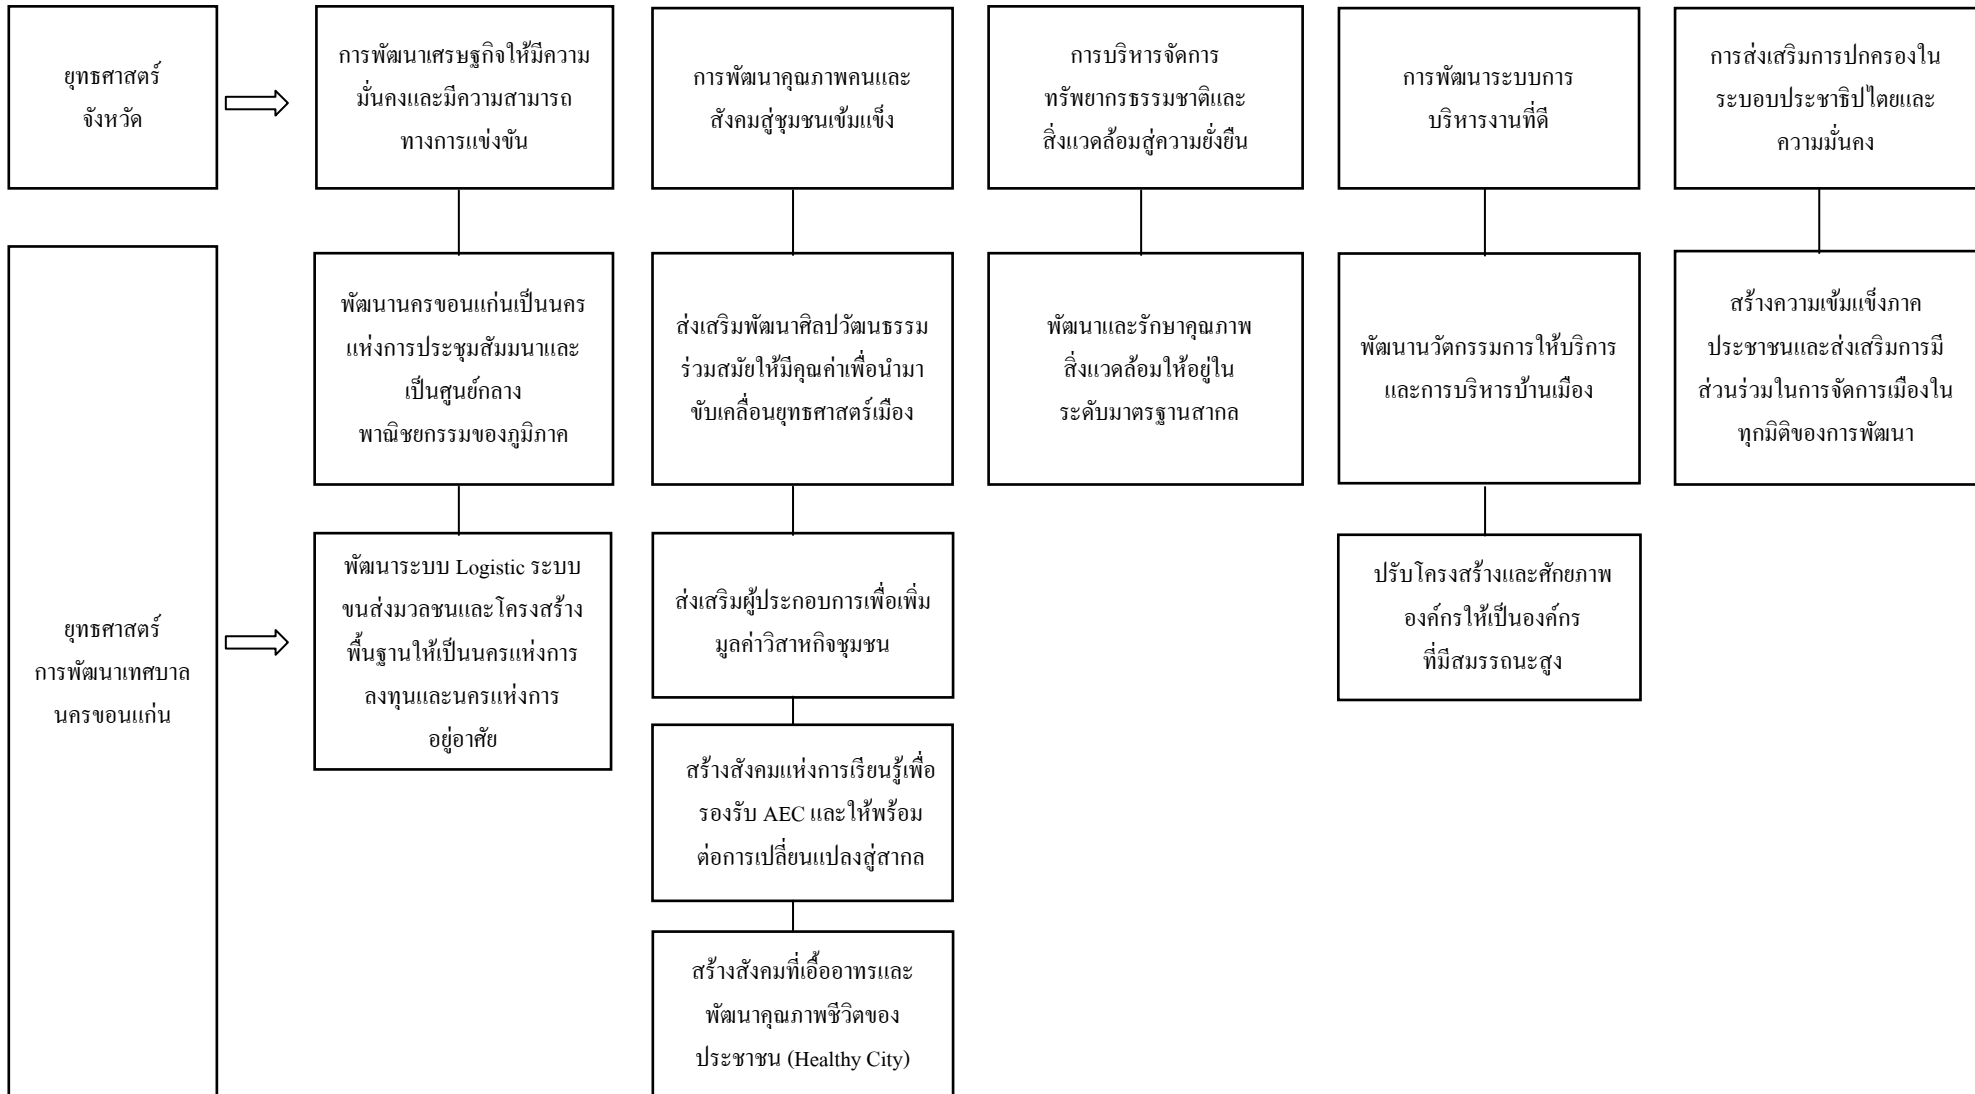 ยุทธศาสตร์
จังหวัด
การพัฒนาเศรษฐกิจให้มีความ
มั่นคงและมีความสามารถ
ทางการแข่งขัน
การพัฒนาคุณภาพคนและ
สังคมสู่ชุมชนเข้มแข็ง
การบริหารจัดการ
ทรัพยากรธรรมชาติและ
สิ่งแวดล้อมสู่ความยั่งยืน
การพัฒนาระบบการ
บริหารงานที่ดี
การส่งเสริมการปกครองใน
ระบอบประชาธิปไตยและ
ความมั่นคง
ยุทธศาสตร์
การพัฒนาเทศบาล
นครขอนแก่น
พัฒนานครขอนแก่นเป็นนคร
แห่งการประชุมสัมมนาและ
เป็นศูนย์กลาง
พาณิชยกรรมของภูมิภาค
ส่งเสริมพัฒนาศิลปวัฒนธรรม
ร่วมสมัยให้มีคุณค่าเพื่อนำมา
ขับเคลื่อนยุทธศาสตร์เมือง
พัฒนาและรักษาคุณภาพ
สิ่งแวดล้อมให้อยู่ใน
ระดับมาตรฐานสากล
พัฒนานวัตกรรมการให้บริการ
และการบริหารบ้านเมือง
สร้างความเข้มแข็งภาค
ประชาชนและส่งเสริมการมี
ส่วนร่วมในการจัดการเมืองใน
ทุกมิติของการพัฒนา
พัฒนาระบบ Logistic ระบบ
ขนส่งมวลชนและโครงสร้าง
พื้นฐานให้เป็นนครแห่งการ
ลงทุนและนครแห่งการ
อยู่อาศัย
ส่งเสริมผู้ประกอบการเพื่อเพิ่ม
มูลค่าวิสาหกิจชุมชน
ปรับโครงสร้างและศักยภาพ
องค์กรให้เป็นองค์กร
ที่มีสมรรถนะสูง
สร้างสังคมแห่งการเรียนรู้เพื่อ
รองรับ AEC และให้พร้อม
ต่อการเปลี่ยนแปลงสู่สากล
สร้างสังคมที่เอื้ออาทรและ
พัฒนาคุณภาพชีวิตของ
ประชาชน (Healthy City)